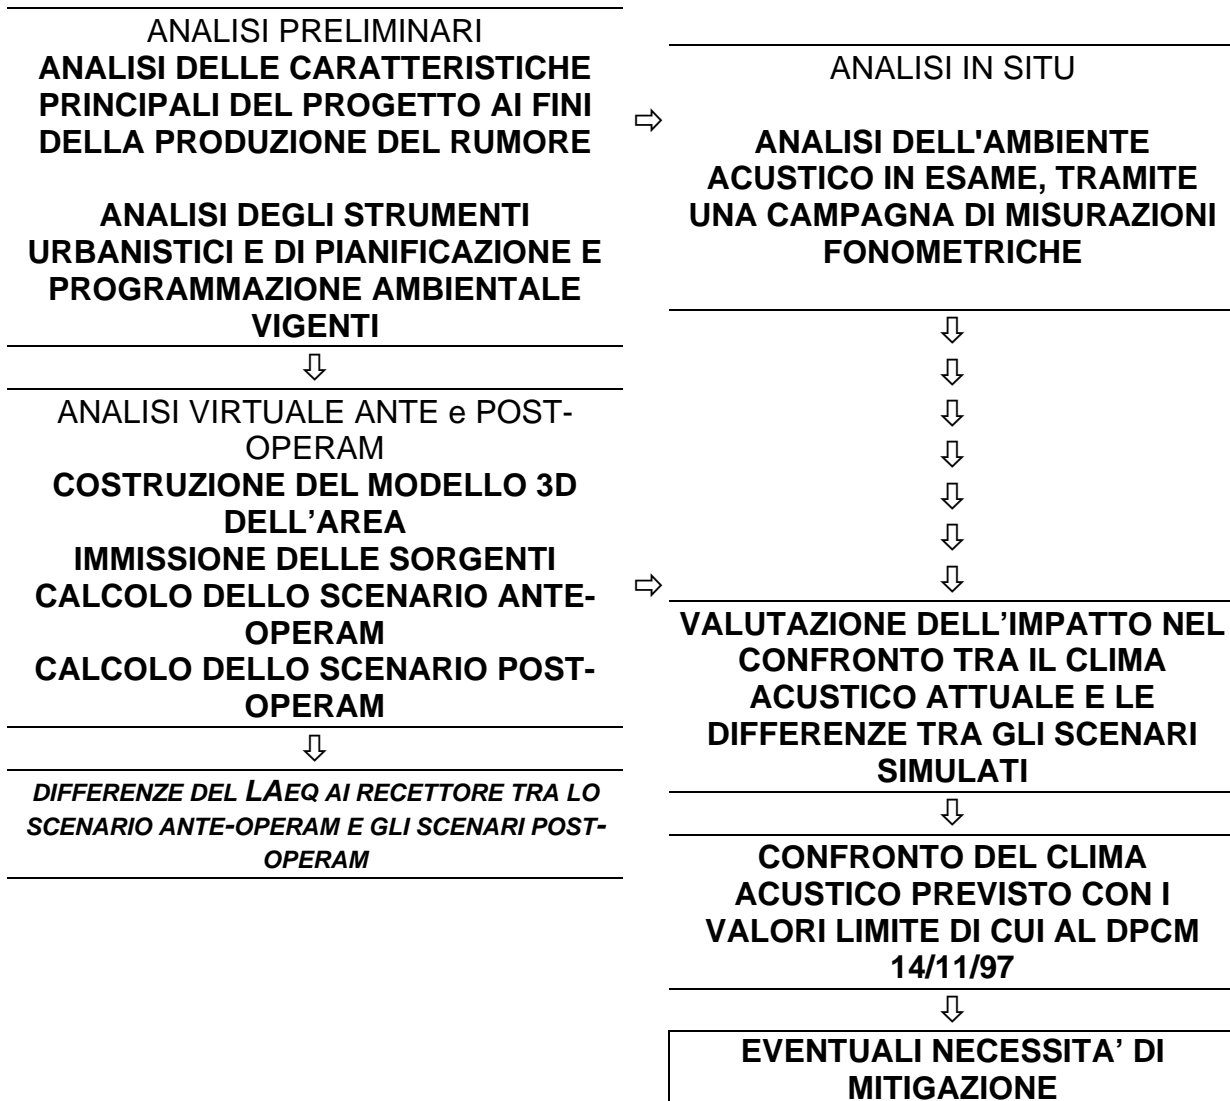 ANALISI PRELIMINARI
ANALISI DELLE CARATTERISTICHE
PRINCIPALI DEL PROGETTO AI FINI
DELLA PRODUZIONE DEL RUMORE
ANALISI DEGLI STRUMENTI
URBANISTICI E DI PIANIFICAZIONE E
PROGRAMMAZIONE AMBIENTALE
VIGENTI
⇨
ANALISI IN SITU
ANALISI DELL'AMBIENTE
ACUSTICO IN ESAME, TRAMITE
UNA CAMPAGNA DI MISURAZIONI
FONOMETRICHE
⇩
⇩
⇩
⇩
⇩
⇩
⇩
⇩
ANALISI VIRTUALE ANTE e POST-
OPERAM
COSTRUZIONE DEL MODELLO 3D
DELL’AREA
IMMISSIONE DELLE SORGENTI
CALCOLO DELLO SCENARIO ANTE-
OPERAM
CALCOLO DELLO SCENARIO POST-
OPERAM
⇨
VALUTAZIONE DELL’IMPATTO NEL
CONFRONTO TRA IL CLIMA
ACUSTICO ATTUALE E LE
DIFFERENZE TRA GLI SCENARI
SIMULATI
⇩
DIFFERENZE DEL LAEQ AI RECETTORE TRA LO
SCENARIO ANTE-OPERAM E GLI SCENARI POST-
OPERAM
⇩
CONFRONTO DEL CLIMA
ACUSTICO PREVISTO CON I
VALORI LIMITE DI CUI AL DPCM
14/11/97
⇩
EVENTUALI NECESSITA’ DI
MITIGAZIONE